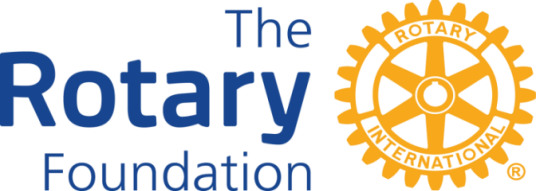 The
Rotary
Foundation
ROTARY
INTERNATIONAL
®